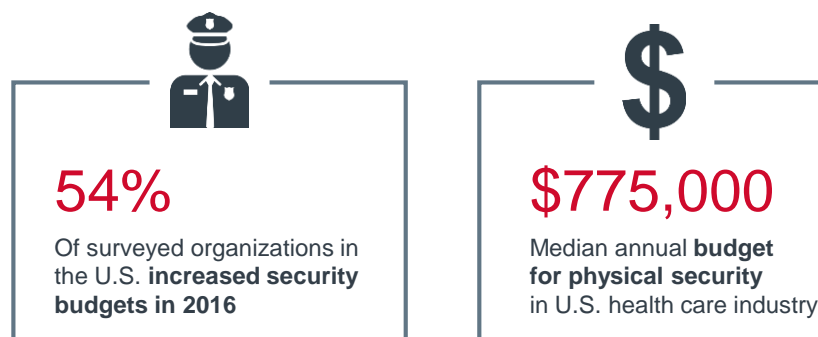 54%
Of surveyed organizations in
the U.S. increased security
budgets in 2016
$
$775,000
Median annual budget
for physical security
in U.S. health care industry